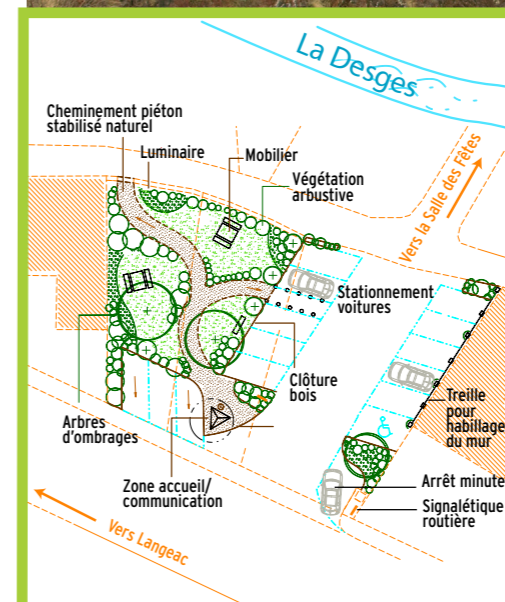 La Desges
Cheminement piéton
stabilisé naturel
Luminaire
Mobilier
Végétation
arbustive
Vers la Salle des Fêtes
Stationnement
voitures
Clôture
bois
Treille
pour
habillage
du mur
Arbres
d'ombrages
Zone accueil/
communication
Arrêt minute
Signalétique
routière
Vers Langeac